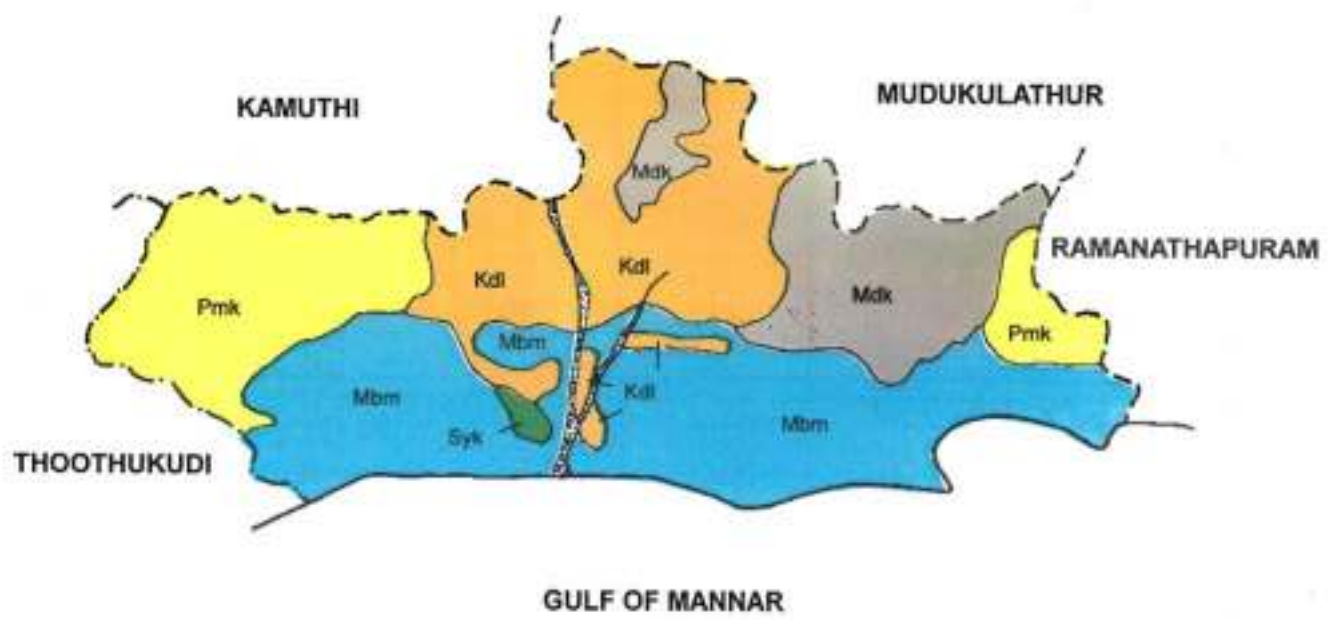 KAMUTHI
MUDUKULATHUR
Mdk
RAMANATHAPURAM
Kdl
Kdl
Mdk
Pmk
Pmk
Mbm
Mbm
Kdl
Mbm
Syk
THOOTHUKUDI
GULF OF MANNAR